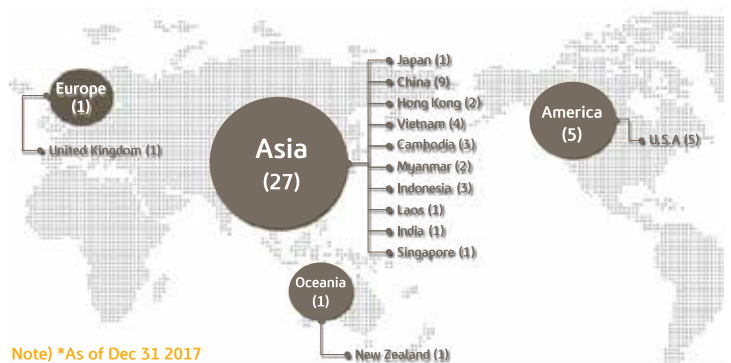 Europe
(1)
United Kingdom (1)
Asia
(27)
Japan (1)
China (9)
Hong Kong (2)
Vietnam (4)
Cambodia (3)
Myanmar (2)
Indonesia (3)
Laos (1)
India (1)
Singapore (1)
America
(5)
U.S.A (5)
Oceania
(1)
New Zealand (1)
Note) *As of Dec 31 2017